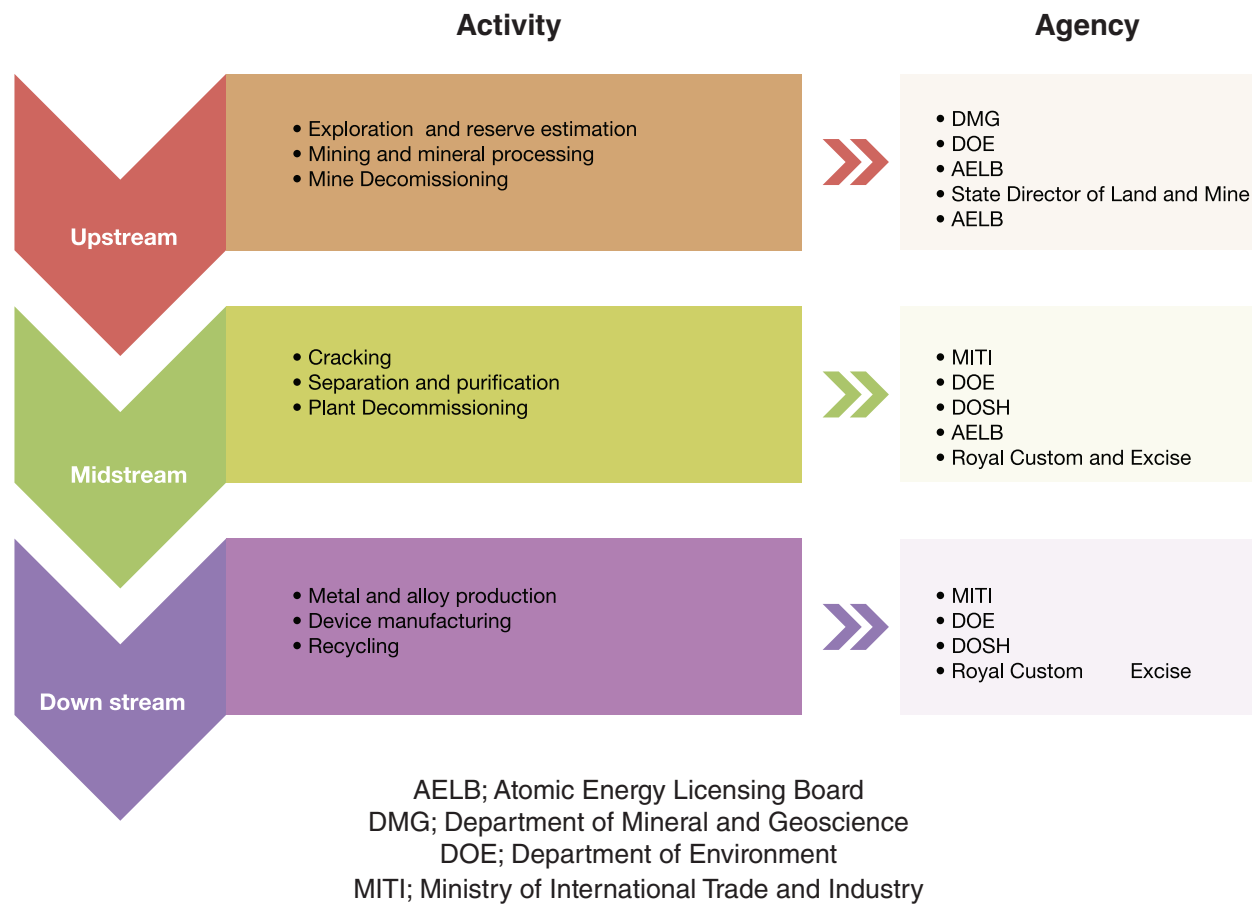 Activity
Agency
Upstream
• Exploration and reserve estimation
• Mining and mineral processing
• Mine Decomissioning
• DMG
• DOE
• AELB
• State Director of Land and Mine
• AELB
Midstream
• Cracking
• Separation and purification
• Plant Decommissioning
• MITI
• DOE
• DOSH
• AELB
• Royal Custom and Excise
Down stream
• Metal and alloy production
• Device manufacturing
• Recycling
• MITI
• DOE
• DOSH
• Royal Custom Excise
AELB; Atomic Energy Licensing Board
DMG; Department of Mineral and Geoscience
DOE; Department of Environment
MITI; Ministry of International Trade and Industry